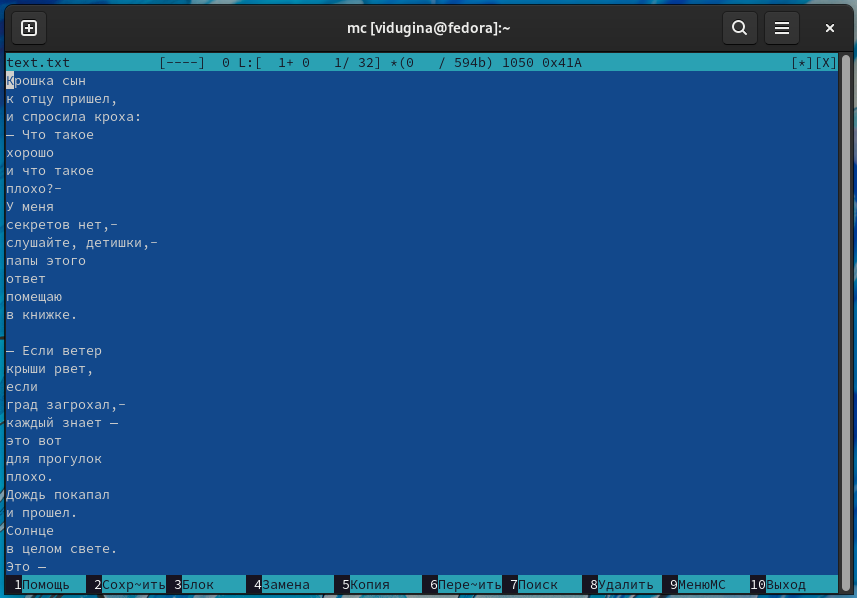 mc [vidugina@fedora]:~
text.txt [----] 0 L:[ 1+ 0 1/ 32] *(0 / 594b) 1050 0x41A [*][X]
Крошка сын
к отцу пришел,
и спросила кроха:
— Что такое
хорошо
и что такое
плохо?-
У меня
секретов нет,-
слушайте, детишки,-
папы этого
ответ
помещаю
в книжке.

— Если ветер
крыши рвет,
если
град загрохал,-
каждый знает —
это вот
для прогулок
плохо.
Дождь покапал
и прошел.
Солнце
в целом свете.
Это —
1Помощь 2Сохр~ить 3Блок 4Замена 5Копия 6Пере~ить 7Поиск 8Удалить 9МенюMC 10Выход